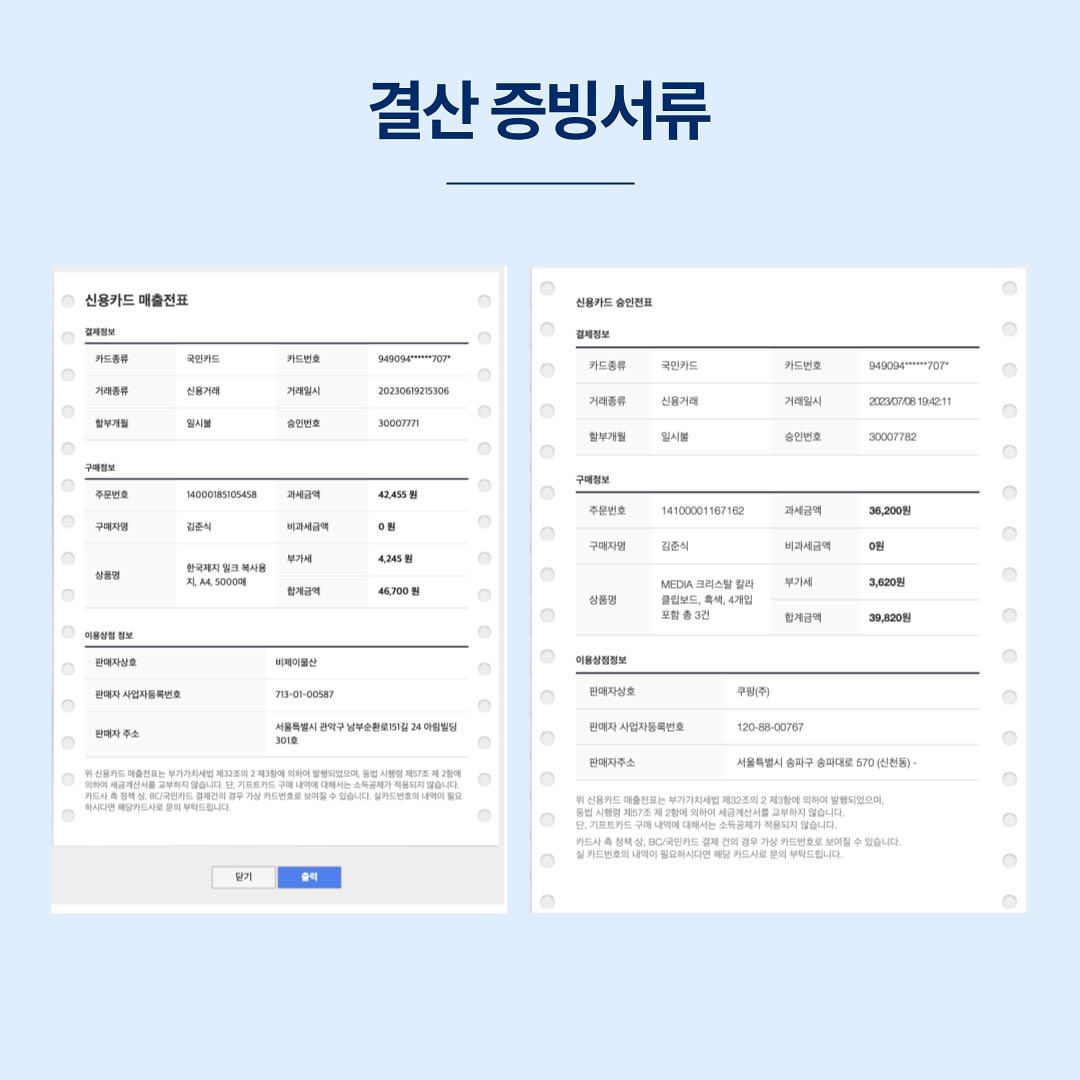 결산 증빙서류
신용카드 매출전표
결제정보
카드종류 국민카드 카드번호 949094******707*
거래종류 신용거래 거래일시 20230619215306
할부개월 일시불 승인번호 30007771
구매정보
주문번호 14000185105458 과세금액 42,455 원
구매자명 김준식 비과세금액 0 원
상품명 한국제지 밀크 복사용
지, A4, 5000매
부가세 4,245 원
합계금액 46,700 원
이용상점 정보
판매자상호 비제이물산
판매자 사업자등록번호 713-01-00587
판매자 주소 서울특별시 관악구 남부순환로151길 24 아림빌딩
301호
위 신용카드 매출전표는 부가가치세법 제32조의 2 제3항에 의하여 발행되었으며, 동법 시행령 제57조 제 2항에
의하여 세금계산서를 교부하지 않습니다. 단, 기프트카드 구매 내역에 대해서는 소득공제가 적용되지 않습니다.
카드사 측 정책 상, BC/국민카드 결제건의 경우 가상 카드번호로 보여질 수 있습니다. 실카드번호의 내역이 필요
하시다면 해당카드사로 문의 부탁드립니다.
닫기 출력
신용카드 승인전표
결제정보
카드종류 국민카드 카드번호 949094******707*
거래종류 신용거래 거래일시 2023/07/08 19:42:11
할부개월 일시불 승인번호 30007782
구매정보
주문번호 14100001167162 과세금액 36,200원
구매자명 김준식 비과세금액 0원
상품명 MEDIA 크리스탈 칼라
클립보드, 흑색, 4개입
포함 총 3건
부가세 3,620원
합계금액 39,820원
이용상점정보
판매자상호 쿠팡(주)
판매자 사업자등록번호 120-88-00767
판매자주소 서울특별시 송파구 송파대로 570 (신천동) -
위 신용카드 매출전표는 부가가치세법 제32조의 2 제3항에 의하여 발행되었으며,
동법 시행령 제57조 제 2항에 의하여 세금계산서를 교부하지 않습니다.
단, 기프트카드 구매 내역에 대해서는 소득공제가 적용되지 않습니다.
카드사 측 정책 상, BC/국민카드 결제 건의 경우 가상 카드번호로 보여질 수 있습니다.
실 카드번호의 내역이 필요하시다면 해당 카드사로 문의 부탁드립니다.